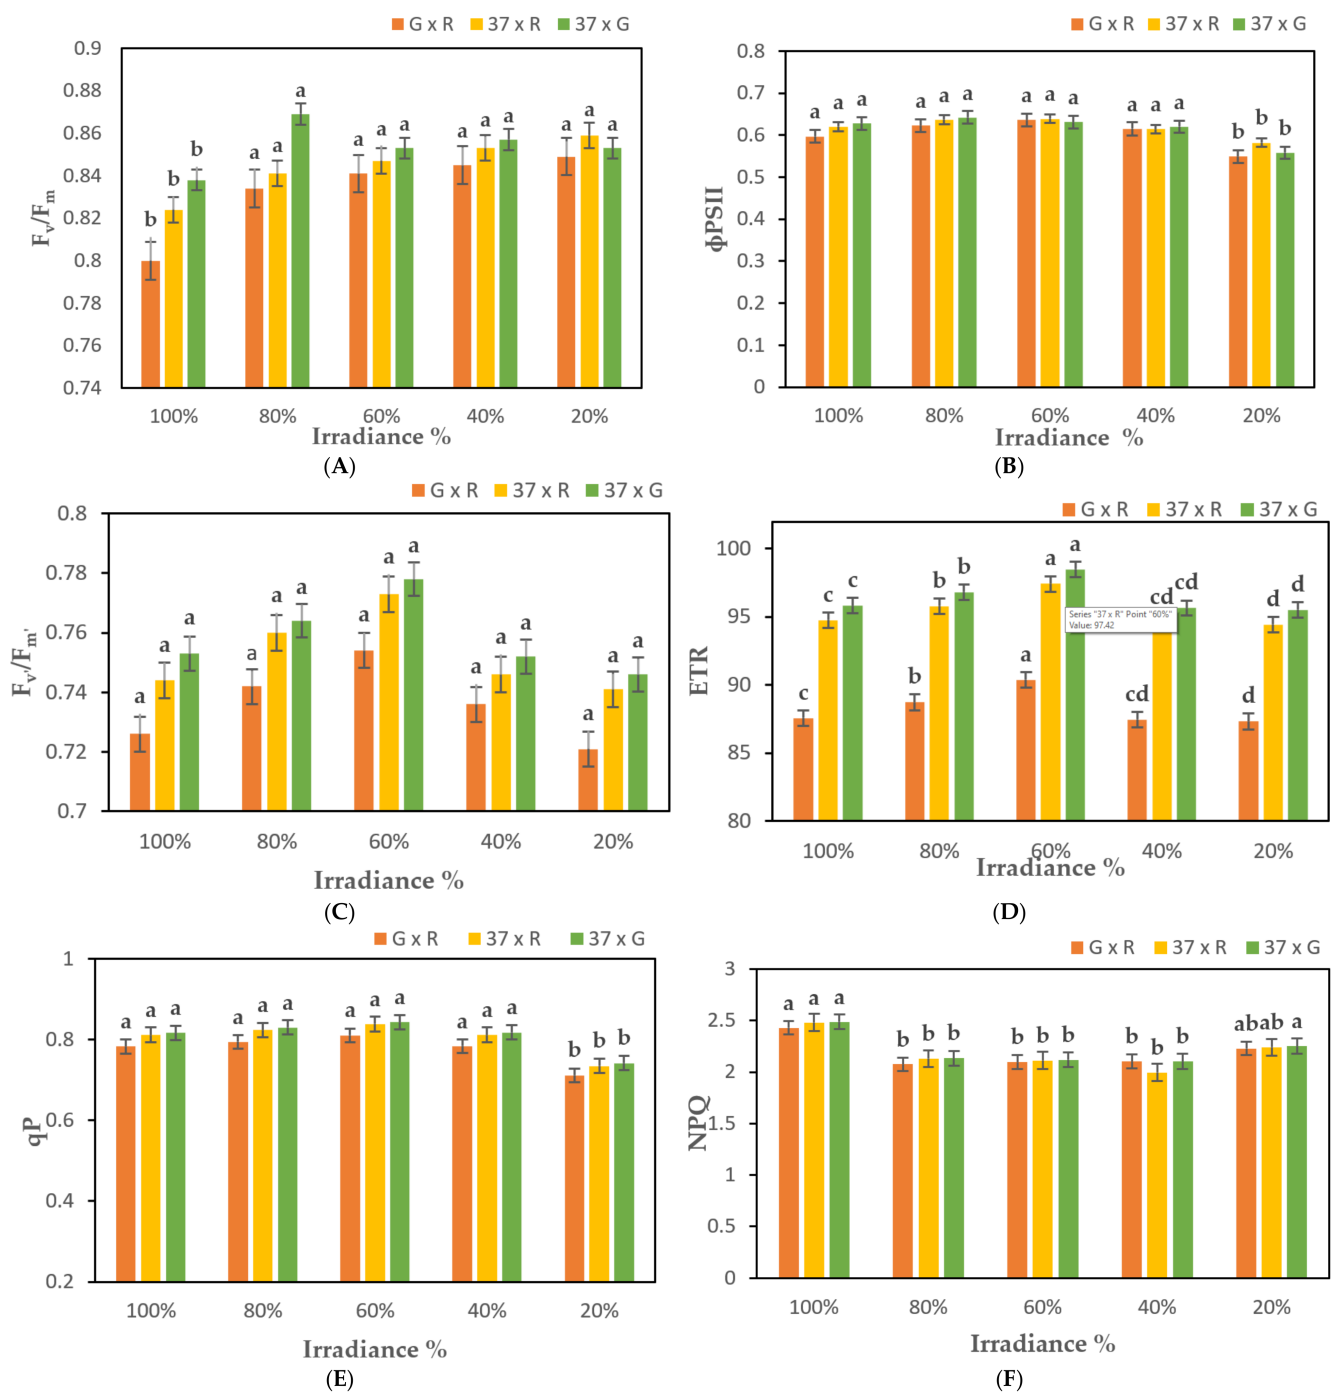 G x R 37 x R 37 x G
0.9
0.88
0.86
0.84
0.82
0.8
0.78
0.76
0.74
Fv/Fm
b b b a a a a a a a a a a a a
100% 80% 60% 40% 20%
Irradiance %
(A)
G x R 37 x R 37 x G
0.8
0.7
0.6
0.5
0.4
0.3
0.2
0.1
0
ϕPSII
a a a a a a a a a a a a b b b
100% 80% 60% 40% 20%
Irradiance %
(B)
G x R 37 x R 37 x G
0.8
0.78
0.76
0.74
0.72
0.7
Fv'/Fm'
a a a a a a a a a a a a a a a
100% 80% 60% 40% 20%
Irradiance %
(C)
G x R 37 x R 37 x G
100
95
90
85
80
ETR
c c c b b b a a a cd cd cd d d d
Series "37 x R" Point "60%"
Value: 97.42
100% 80% 60% 40% 20%
Irradiance %
(D)
G x R 37 x R 37 x G
1
0.8
0.6
0.4
0.2
qP
a a a a a a a a a a a a b b b
100% 80% 60% 40% 20%
Irradiance %
(E)
G x R 37 x R 37 x G
3
2.5
2
1.5
1
0.5
0
NPQ
a a a b b b b b b b b b ab ab a
100% 80% 60% 40% 20%
Irradiance %
(F)